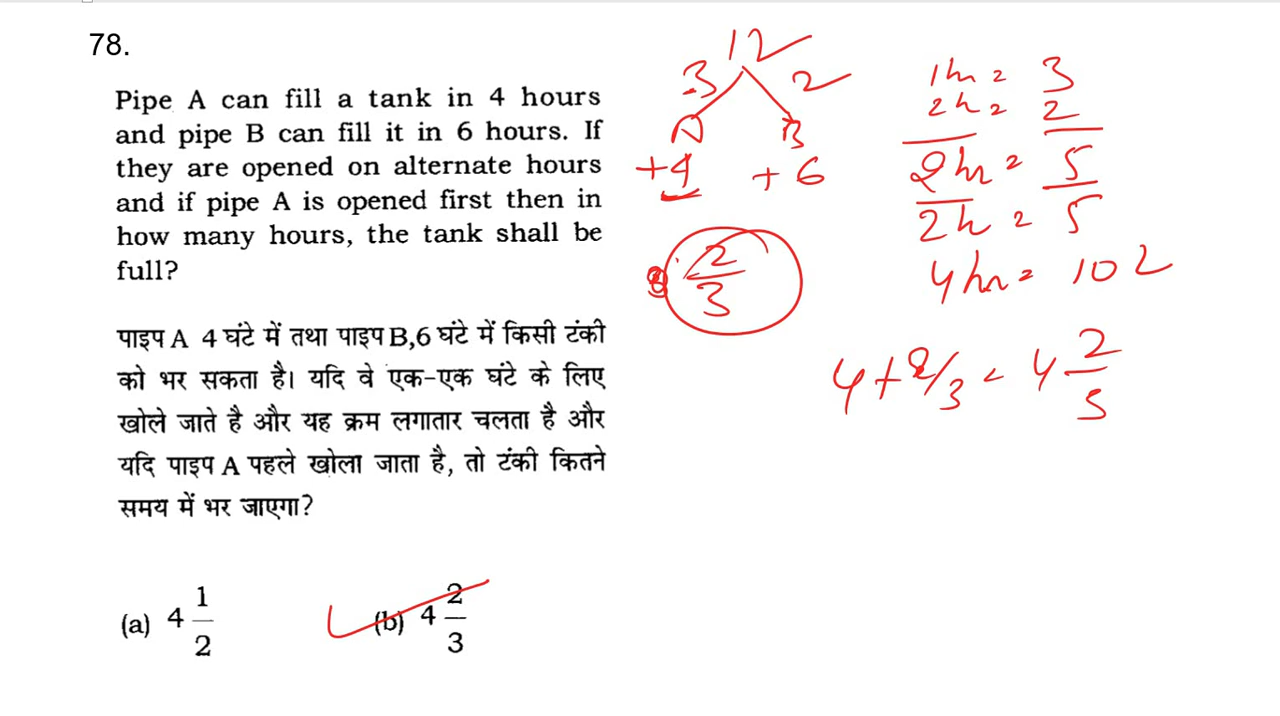 78.
Pipe A can fill a tank in 4 hours
and pipe B can fill it in 6 hours. If
they are opened on alternate hours
and if pipe A is opened first then in
how many hours, the tank shall be
full?
पाइप A 4 घंटे में तथा पाइप B,6 घंटे में किसी टंकी
को भर सकता है। यदि वे एक-एक घंटे के लिए
खोले जाते है और यह क्रम लगातार चलता है और
यदि पाइप A पहले खोला जाता है, तो टंकी कितने
समय में भर जाएगा?
(a) 4 1/2
(b) 4 2/3
12
3 2
A B
+4 +6
2/3
3
2
2hr = 5
2h = 5
4hr = 10
4+2/3 = 4 2/3